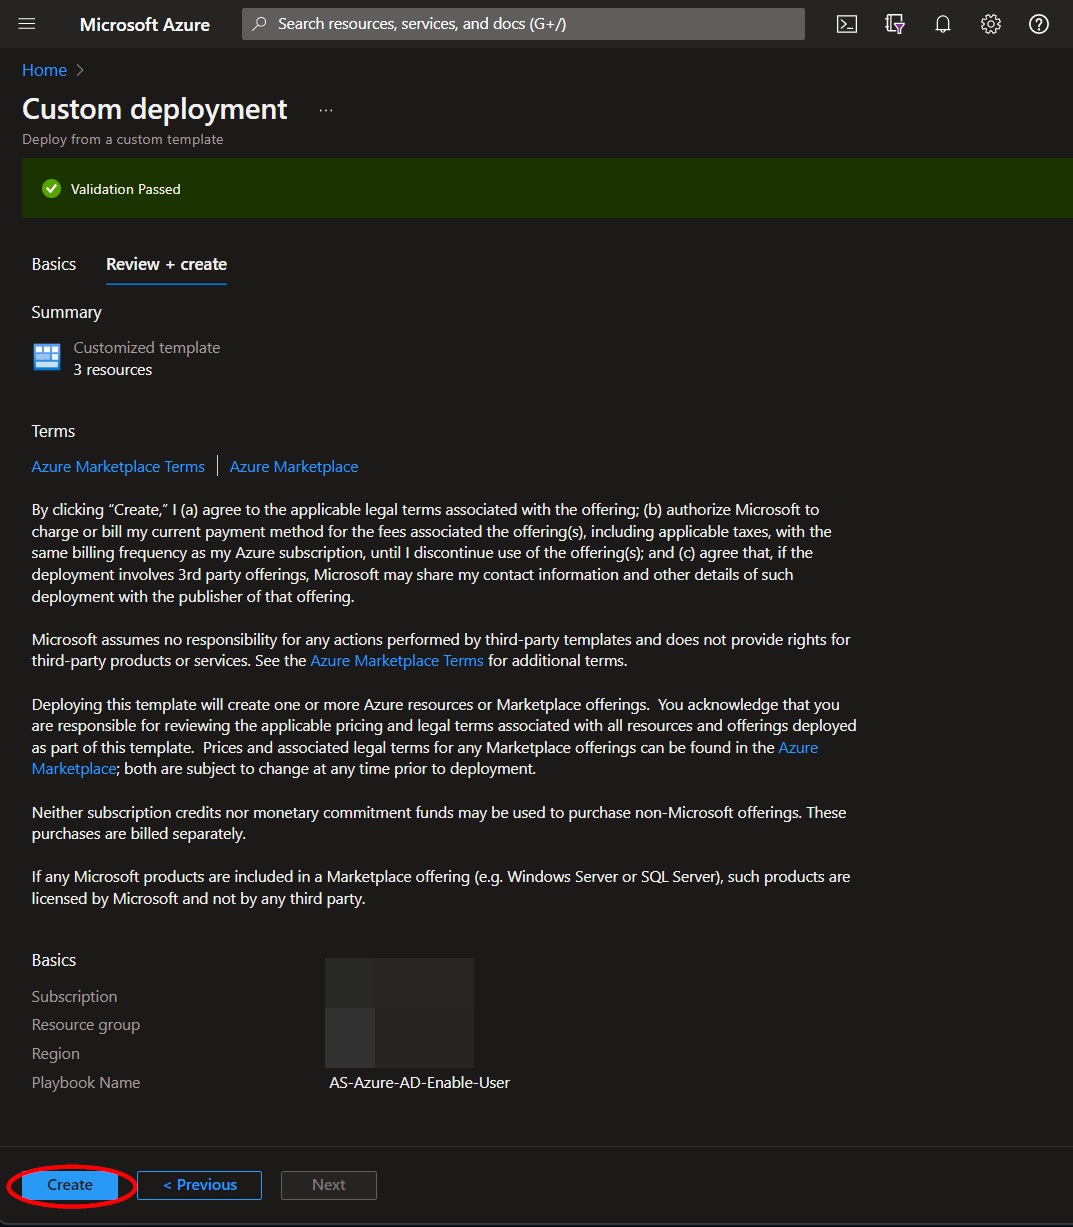 Microsoft Azure
Search resources, services, and docs (G+/)
Home
Custom deployment
...
Deploy from a custom template
Validation Passed
Basics
Review + create
Summary
Customized template
3 resources
Terms
Azure Marketplace Terms
Azure Marketplace
By clicking “Create,” I (a) agree to the applicable legal terms associated with the offering; (b) authorize Microsoft to
charge or bill my current payment method for the fees associated the offering(s), including applicable taxes, with the
same billing frequency as my Azure subscription, until I discontinue use of the offering(s); and (c) agree that, if the
deployment involves 3rd party offerings, Microsoft may share my contact information and other details of such
deployment with the publisher of that offering.
Microsoft assumes no responsibility for any actions performed by third-party templates and does not provide rights for
third-party products or services. See the Azure Marketplace Terms for additional terms.
Deploying this template will create one or more Azure resources or Marketplace offerings.  You acknowledge that you
are responsible for reviewing the applicable pricing and legal terms associated with all resources and offerings deployed
as part of this template.  Prices and associated legal terms for any Marketplace offerings can be found in the Azure
Marketplace; both are subject to change at any time prior to deployment.
Neither subscription credits nor monetary commitment funds may be used to purchase non-Microsoft offerings. These
purchases are billed separately.
If any Microsoft products are included in a Marketplace offering (e.g. Windows Server or SQL Server), such products are
licensed by Microsoft and not by any third party.
Basics
Subscription
Resource group
Region
Playbook Name
AS-Azure-AD-Enable-User
Create
< Previous
Next